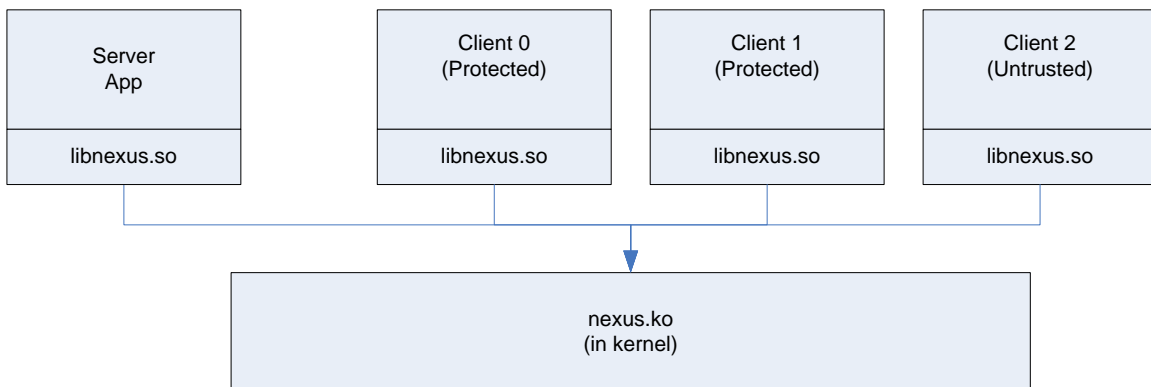 Server
App
Client 0
(Protected)
Client 1
(Protected)
Client 2
(Untrusted)
libnexus.so
libnexus.so
libnexus.so
libnexus.so
nexus.ko
(in kernel)